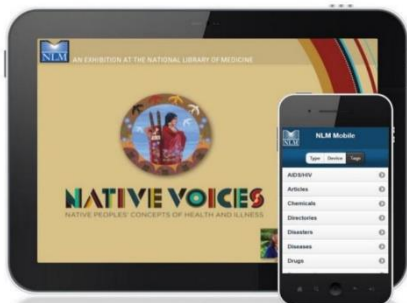 NLM
AN EXHIBITION AT THE NATIONAL LIBRARY OF MEDICINE
NATIVE VOICES
NATIVE PEOPLES' CONCEPTS OF HEALTH AND ILLNESS
NLM
NLM Mobile
Type Device Tags
AIDS/HIV
Articles
Chemicals
Directories
Disasters
Diseases
Drugs